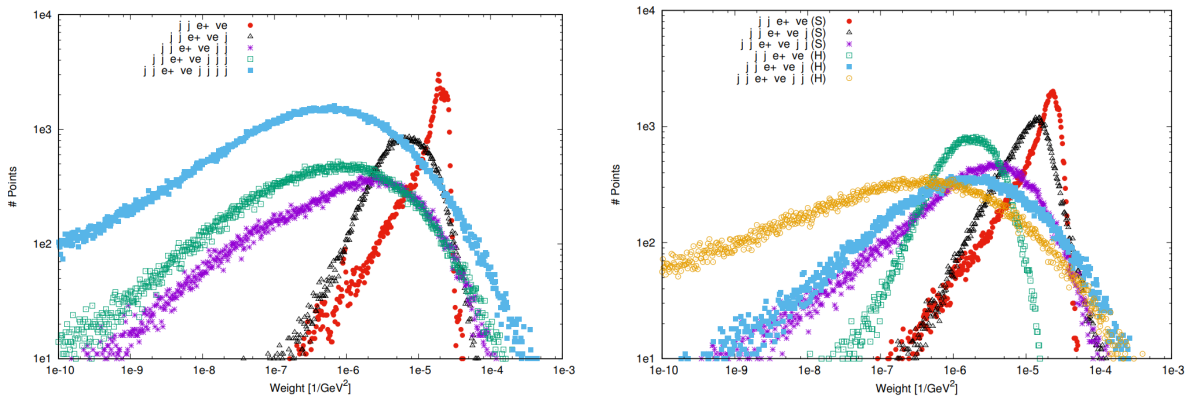 1e4
1e3
1e2
1e1
# Points
j j e+ ve
j j e+ ve j
j j e+ ve j j
j j e+ ve j j j
j j e+ ve j j j j
1e-10 1e-9 1e-8 1e-7 1e-6 1e-5 1e-4 1e-3
Weight [1/GeV²]
1e4
1e3
1e2
1e1
# Points
j j e+ ve (S)
j j e+ ve j (S)
j j e+ ve j j (S)
j j e+ ve (H)
j j e+ ve j (H)
j j e+ ve j j (H)
1e-10 1e-9 1e-8 1e-7 1e-6 1e-5 1e-4 1e-3
Weight [1/GeV²]